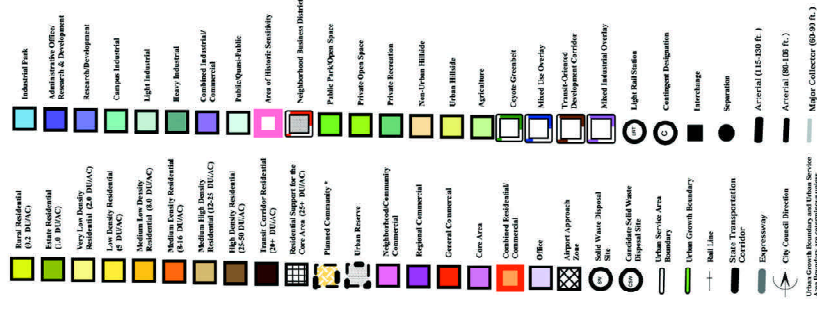 Rural Residential
(0.2 DU/AC)
Estate Residential
(1.0 DU/AC)
Very Low Density
Residential (2.0 DU/AC)
Low Density Residential
(5 DU/AC)
Medium Low Density
Residential (8.0 DU/AC)
Medium Density Residential
(8-16 DU/AC)
Medium High Density
Residential (12-25 DU/AC)
High Density Residential
(25-50 DU/AC)
Transit Corridor Residential
(20+ DU/AC)
Residential Support for the
Core Area (25+ DU/AC)
Planned Community *
Urban Reserve
Neighborhood/Community
Commercial
Regional Commercial
General Commercial
Core Area
Combined Residential/
Commercial
Office
Airport Approach
Zone
Solid Waste Disposal
Site
Candidate Solid Waste
Disposal Site
Urban Service Area
Boundary
Urban Growth Boundary
Rail Line
State Transportation
Corridor
Expressway
City Council Direction
Urban Growth Boundary and Urban Service
Area Boundary are
Industrial Park
Administrative Office/
Research & Development
Research/Development
Campus Industrial
Light Industrial
Heavy Industrial
Combined Industrial/
Commercial
Public/Quasi-Public
Area of Historic Sensitivity
Neighborhood Business District
Public Park/Open Space
Private Open Space
Private Recreation
Non-Urban Hillside
Urban Hillside
Agriculture
Coyote Greenbelt
Mixed Use Overlay
Transit-Oriented
Development Corridor
Mixed Industrial Overlay
LRT
Light Rail Station
C
Contingent Designation
Interchange
Separation
Arterial (115-130 ft.)
Arterial (80-106 ft.)
Major Collector (60-90 ft.)